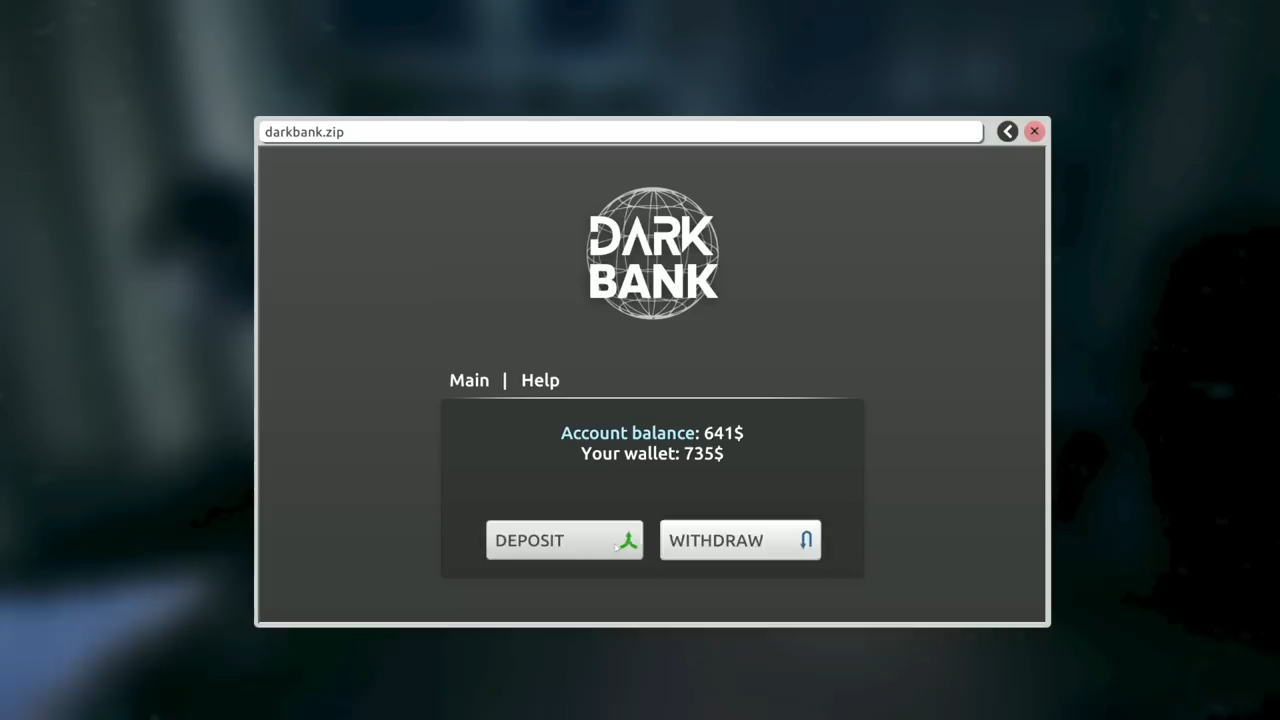 darkbank.zip
DARK
BANK
Main | Help
Account balance: 641$
Your wallet: 735$
DEPOSIT
WITHDRAW